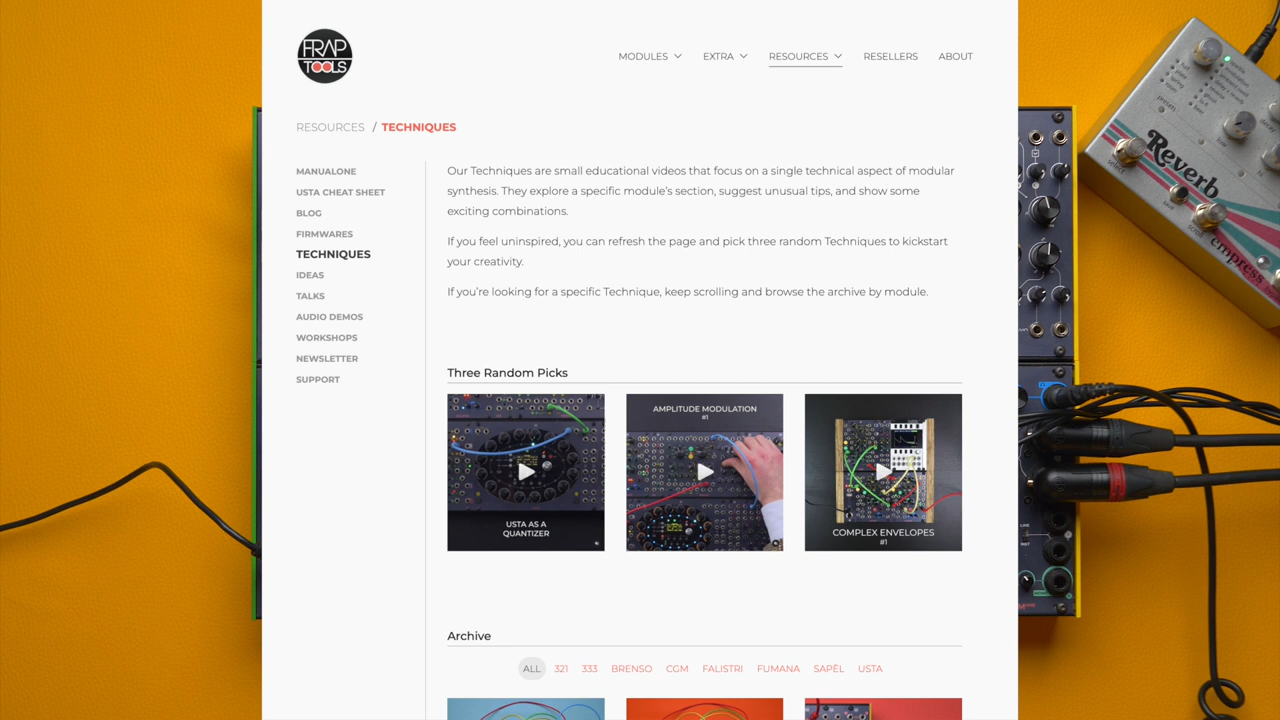 FRAP
TOOLS
MODULES
EXTRA
RESOURCES
RESELLERS
ABOUT
RESOURCES / TECHNIQUES
MANUALONE
USTA CHEAT SHEET
BLOG
FIRMWARES
TECHNIQUES
IDEAS
TALKS
AUDIO DEMOS
WORKSHOPS
NEWSLETTER
SUPPORT
Our Techniques are small educational videos that focus on a single technical aspect of modular
synthesis. They explore a specific module's section, suggest unusual tips, and show some
exciting combinations.
If you feel uninspired, you can refresh the page and pick three random Techniques to kickstart
your creativity.
If you're looking for a specific Technique, keep scrolling and browse the archive by module.
Three Random Picks
USTA AS A
QUANTIZER
AMPLITUDE MODULATION
#1
COMPLEX ENVELOPES
#1
Archive
ALL
321
333
BRENSO
CGM
FALISTRI
FUMANA
SAPÈL
USTA
Reverb
select
scroll
empress